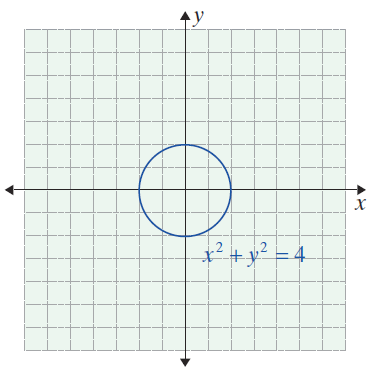 y
x
x² + y² = 4